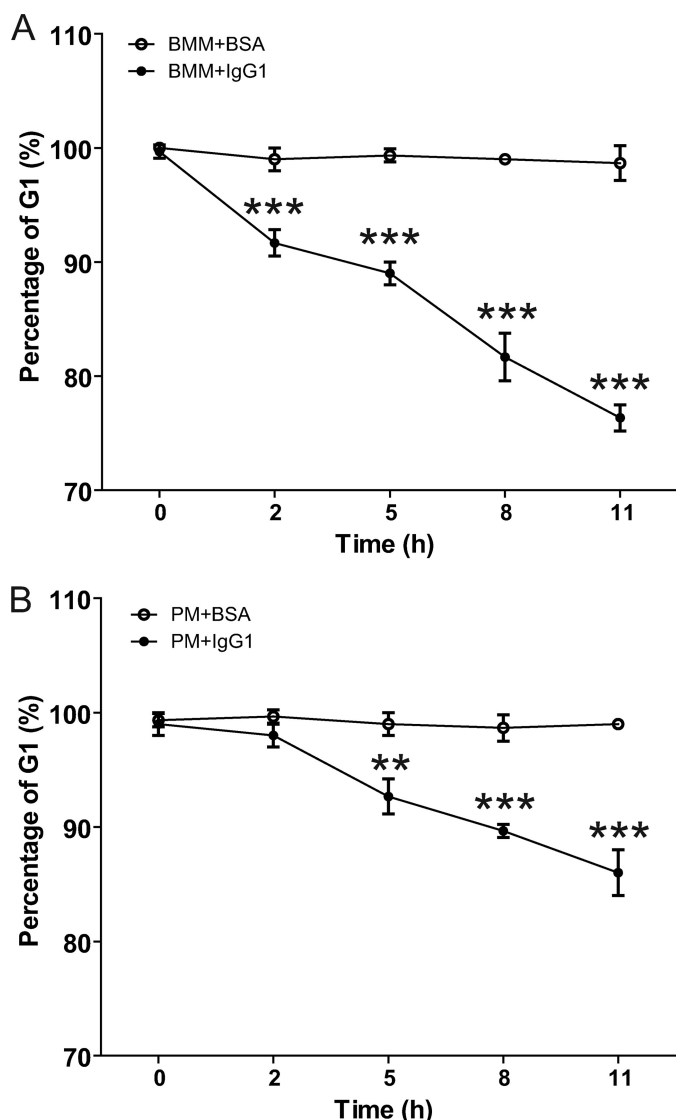 A
110
BMM+BSA
BMM+IgG1
100
***
***
90
***
80
***
70
Percentage of G1 (%)
0 2 5 8 11
Time (h)
B
110
PM+BSA
PM+IgG1
100
**
***
90
***
80
70
Percentage of G1 (%)
0 2 5 8 11
Time (h)